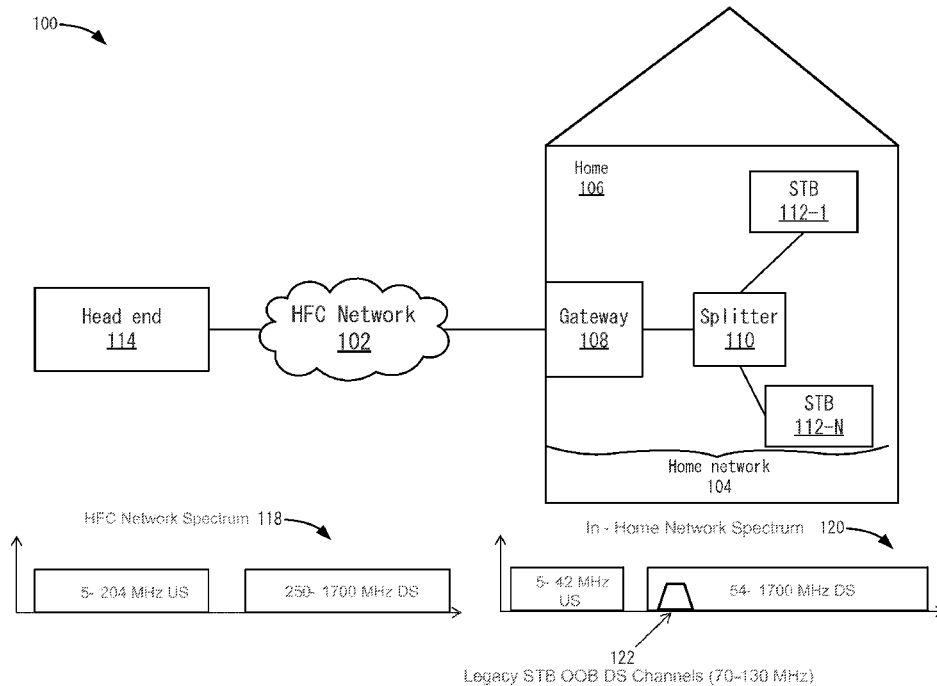 100
Home
106
STB
112-1
Head end
114
HFC Network
102
Gateway
108
Splitter
110
STB
112-N
Home network
104
HFC Network Spectrum 118
In - Home Network Spectrum 120
5- 204 MHz US
250- 1700 MHz DS
5- 42 MHz
US
54- 1700 MHz DS
122
Legacy STB OOB DS Channels (70-130 MHz)